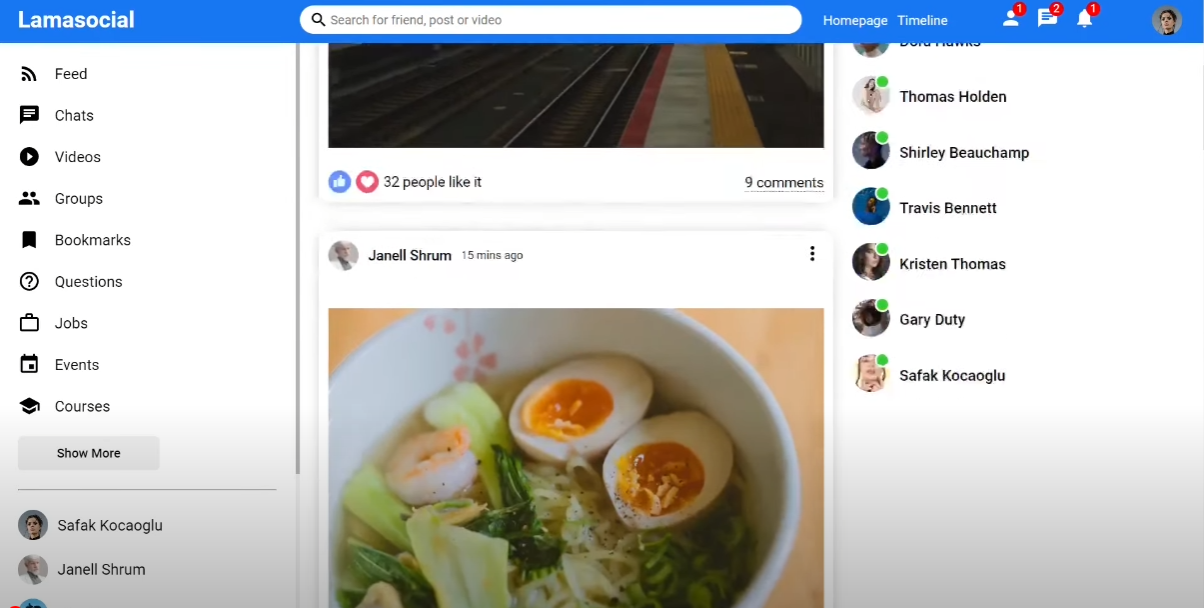 Lamasocial
Search for friend, post or video
Homepage Timeline
1
2
1
Feed
Chats
Videos
Groups
Bookmarks
Questions
Jobs
Events
Courses
Show More
Safak Kocaoglu
Janell Shrum
32 people like it
9 comments
Janell Shrum 15 mins ago
Dora Hawks
Thomas Holden
Shirley Beauchamp
Travis Bennett
Kristen Thomas
Gary Duty
Safak Kocaoglu